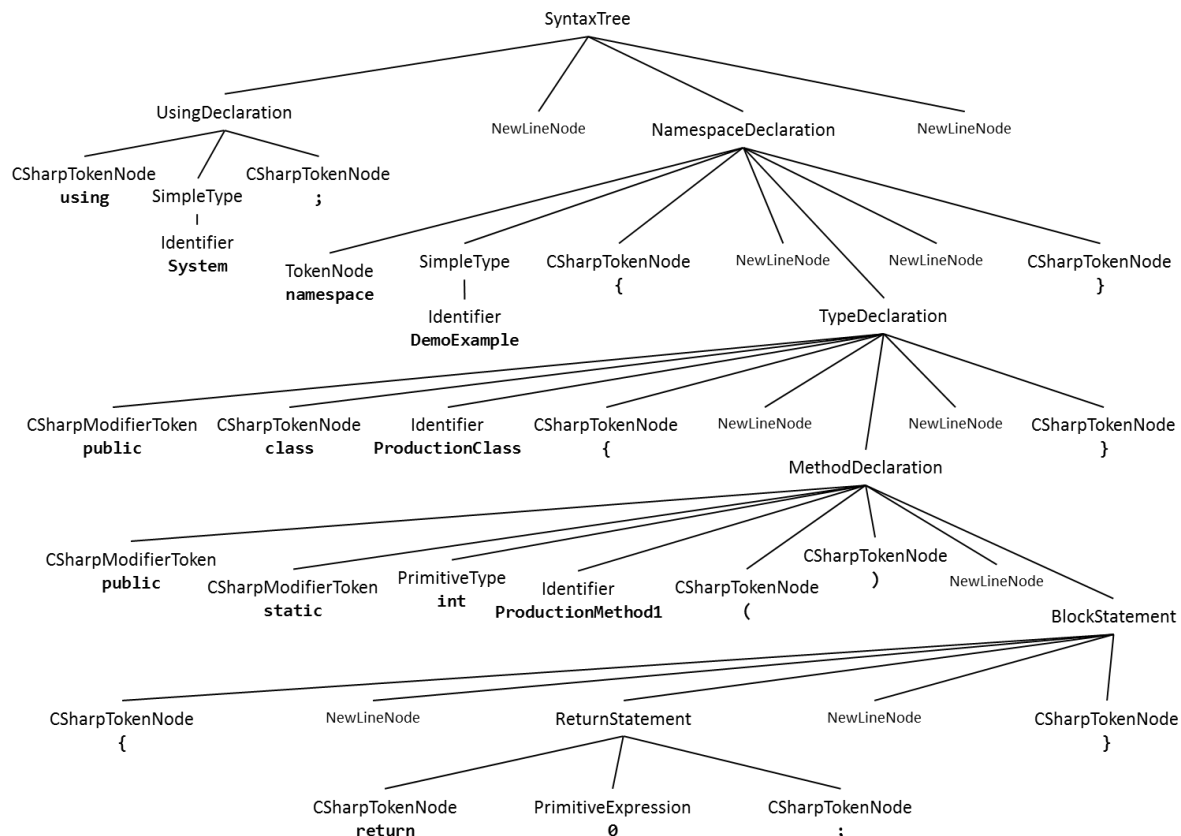 SyntaxTree
UsingDeclaration
NewLineNode
NamespaceDeclaration
NewLineNode
CSharpTokenNode
using
SimpleType
CSharpTokenNode
;
Identifier
System
TokenNode
namespace
SimpleType
CSharpTokenNode
{
NewLineNode
NewLineNode
CSharpTokenNode
}
Identifier
DemoExample
TypeDeclaration
CSharpModifierToken
public
CSharpTokenNode
class
Identifier
ProductionClass
CSharpTokenNode
{
NewLineNode
NewLineNode
CSharpTokenNode
}
MethodDeclaration
CSharpModifierToken
public
CSharpModifierToken
static
PrimitiveType
int
Identifier
ProductionMethod1
CSharpTokenNode
(
CSharpTokenNode
)
NewLineNode
BlockStatement
CSharpTokenNode
{
NewLineNode
ReturnStatement
NewLineNode
CSharpTokenNode
}
CSharpTokenNode
return
PrimitiveExpression
0
CSharpTokenNode
;